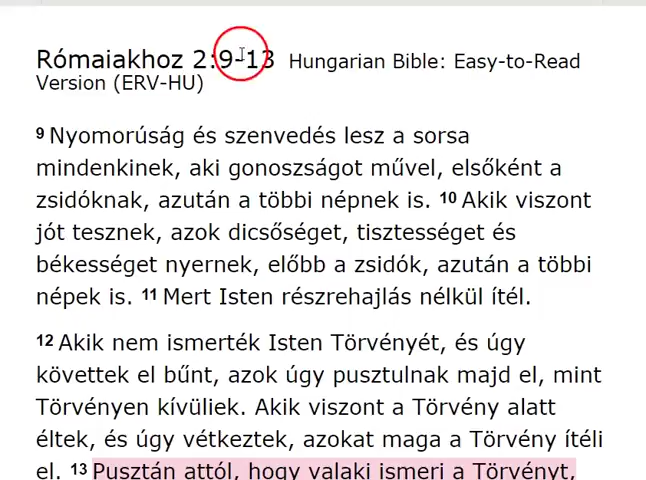 Rómaiakhoz 2:9-13 Hungarian Bible: Easy-to-Read
Version (ERV-HU)
9 Nyomorúság és szenvedés lesz a sorsa
mindenkinek, aki gonoszságot művel, elsőként a
zsidóknak, azután a többi népnek is. 10 Akik viszont
jót tesznek, azok dicsőséget, tisztességet és
békességet nyernek, előbb a zsidók, azután a többi
népek is. 11 Mert Isten részrehajlás nélkül ítél.
12 Akik nem ismerték Isten Törvényét, és úgy
követtek el bűnt, azok úgy pusztulnak majd el, mint
Törvényen kívüliek. Akik viszont a Törvény alatt
éltek, és úgy vétkeztek, azokat maga a Törvény ítéli
el. 13 Pusztán attól, hogy valaki ismeri a Törvényt,